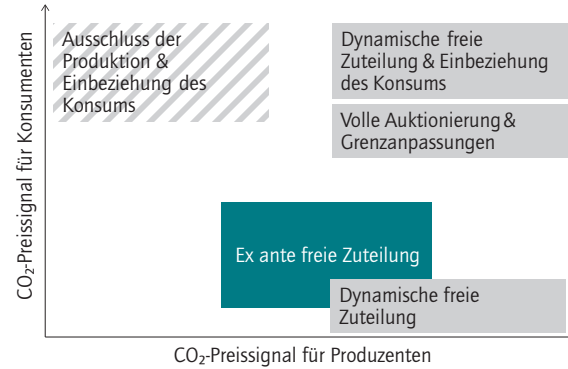 CO₂-Preissignal für Konsumenten
Ausschluss der
Produktion &
Einbeziehung des
Konsums
Dynamische freie
Zuteilung & Einbeziehung
des Konsums
Volle Auktionierung &
Grenzanpassungen
Ex ante freie Zuteilung
Dynamische freie
Zuteilung
CO₂-Preissignal für Produzenten